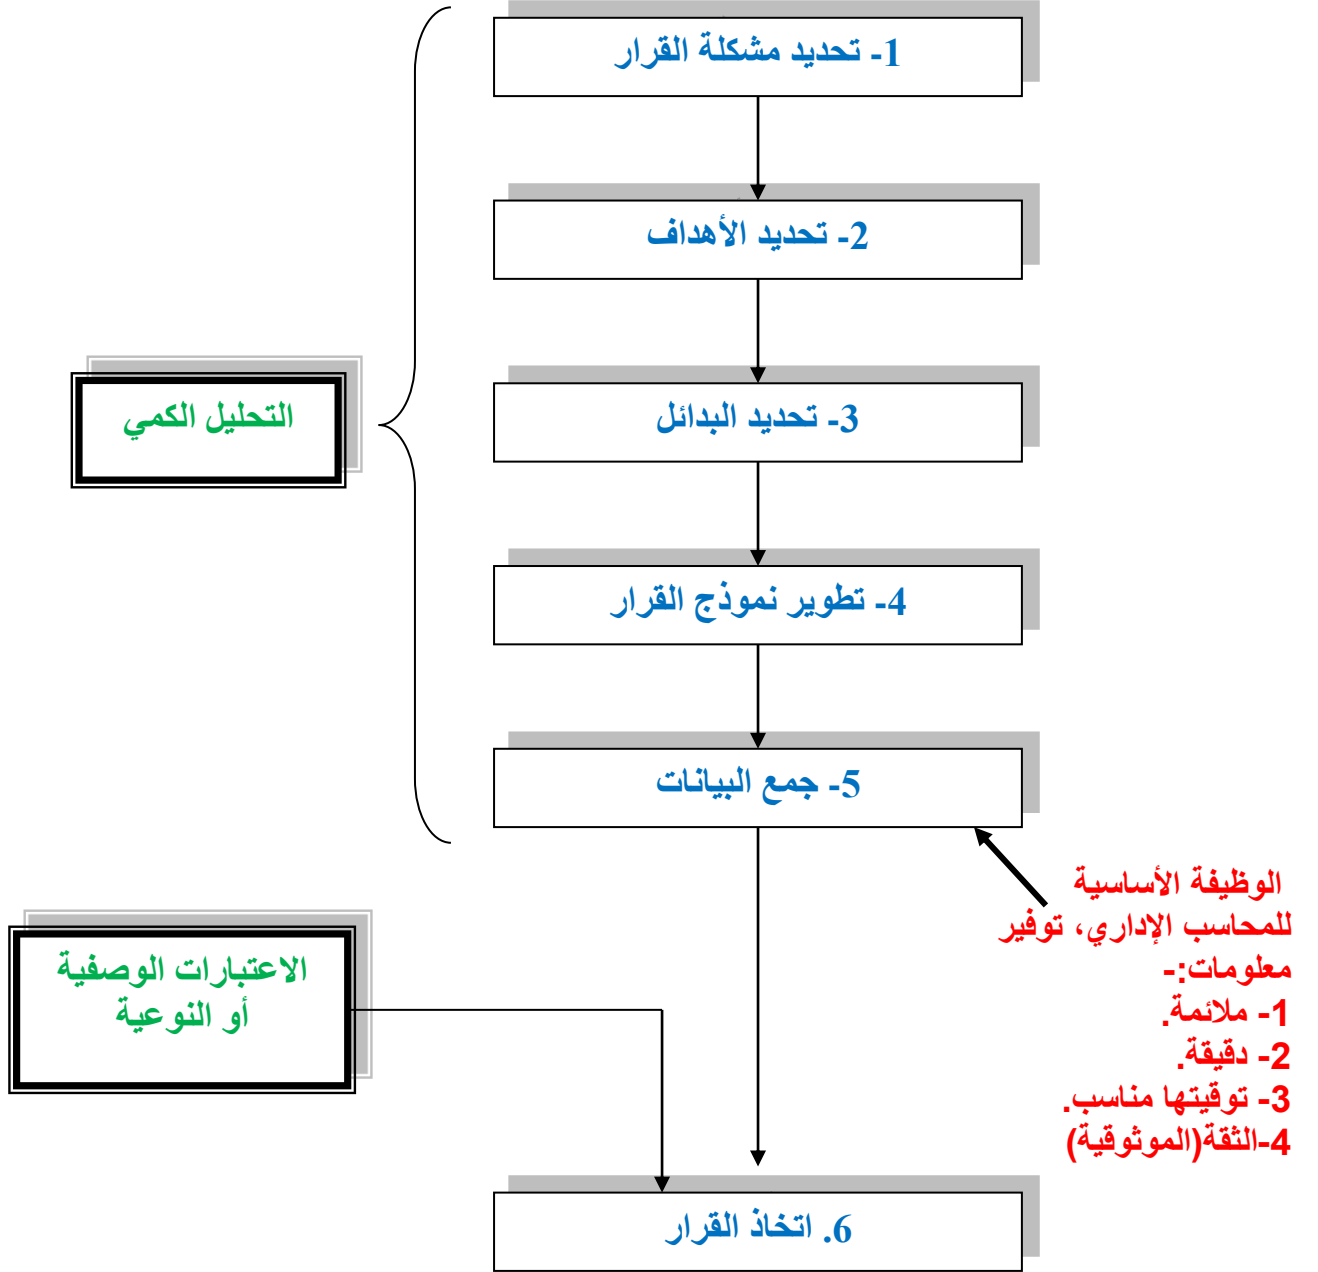 1- تحديد مشكلة القرار
2- تحديد الأهداف
3- تحديد البدائل
التحليل الكمي
4- تطوير نموذج القرار
5- جمع البيانات
الوظيفة الأساسية
للمحاسب الإداري، توفير
معلومات:-
1- ملائمة.
2- دقيقة.
3- توقيتها مناسب.
4-الثقة(الموثوقية)
الاعتبارات الوصفية
أو النوعية
6. اتخاذ القرار